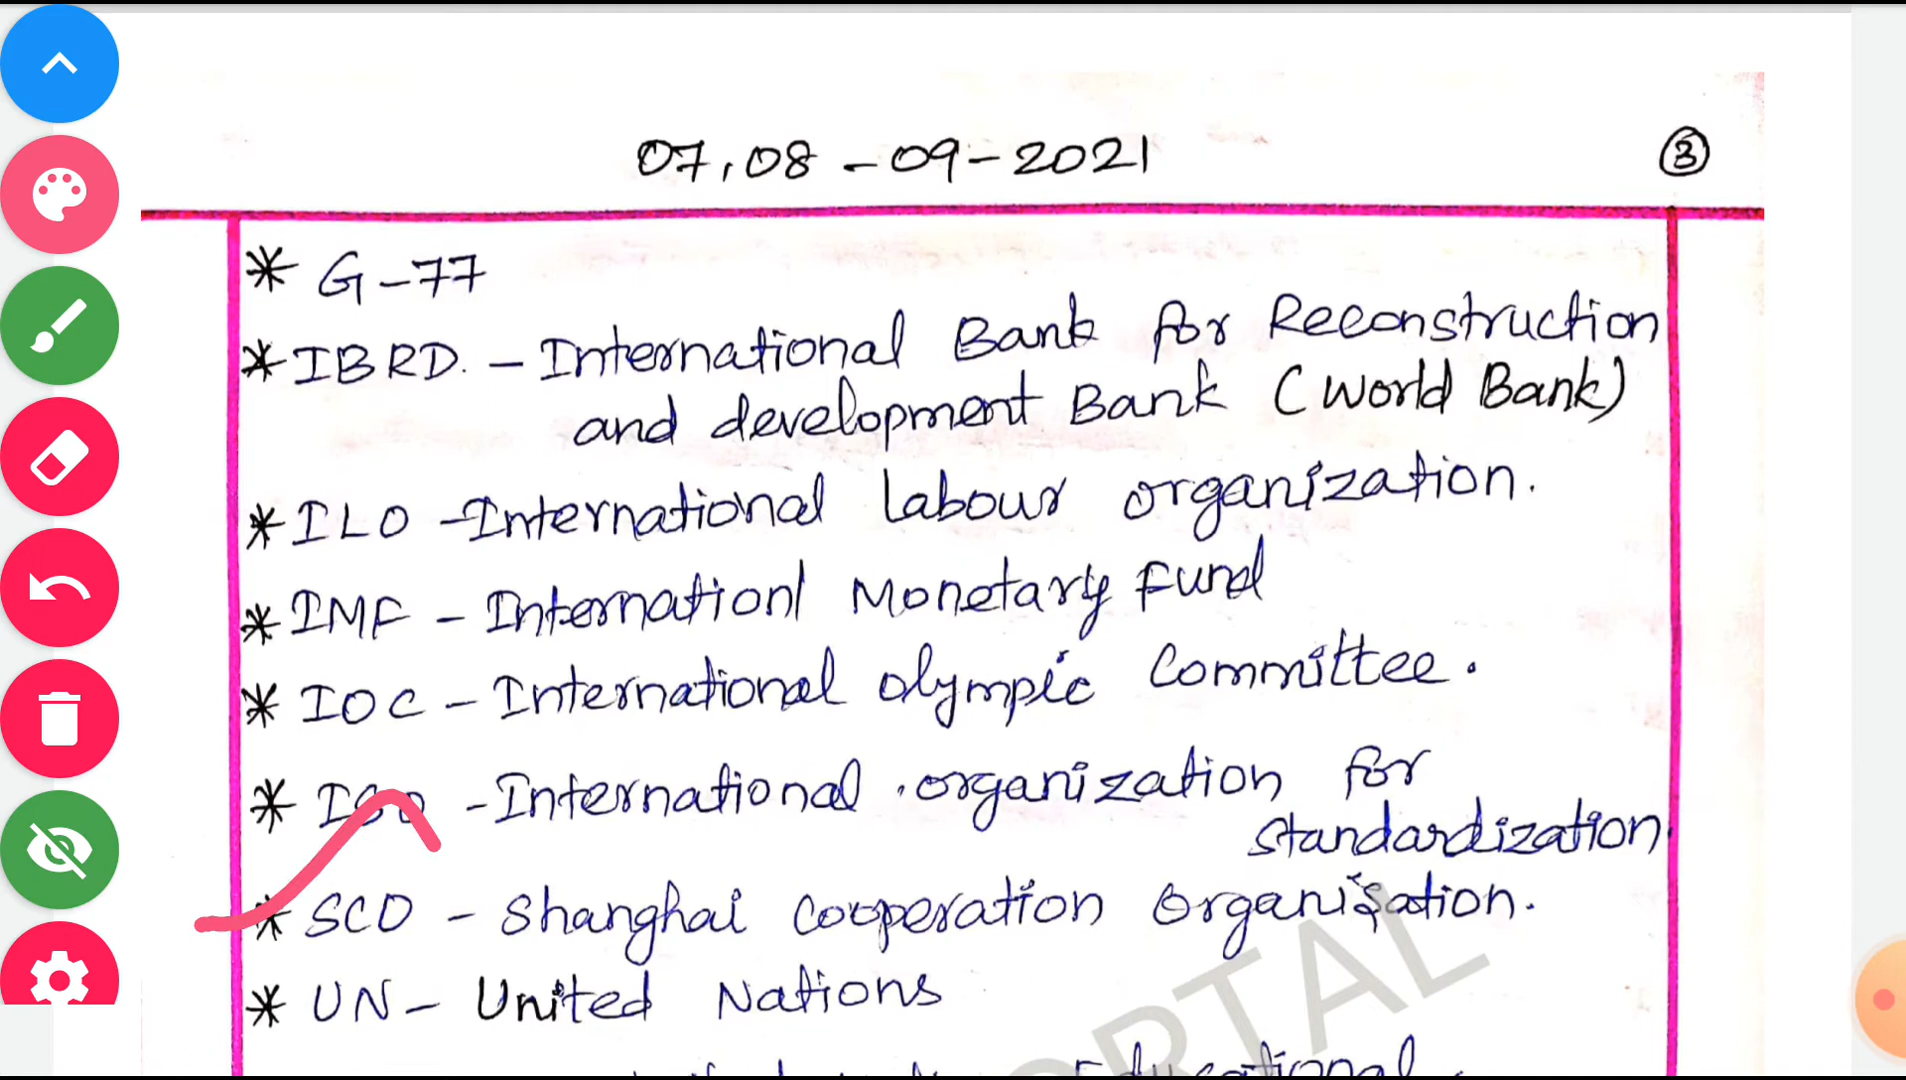 07,08-09-2021
3
* G-77
* IBRD. - International Bank for Reconstruction
and development Bank (World Bank)
* ILO - International Labour organization.
* IMF - Internationl Monetary Fund
* IOC - International olympic Committee.
* ISO - International organization for
standardization
* SCO - Shanghai Cooperation Organisation.
* UN - United Nations
Educational